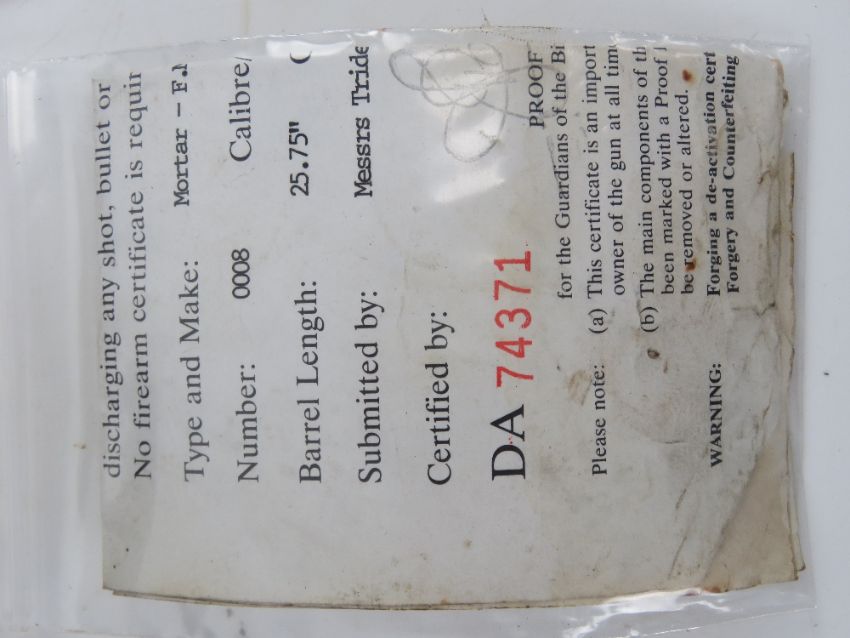 discharging any shot, bullet or
No firearm certificate is requir
Type and Make: Mortar - F.
Number: 0008 Calibre/
Barrel Length: 25.75"
Submitted by: Messrs Tride
Certified by:
DA 74371
PROOF
for the Guardians of the Bi
Please note: (a) This certificate is an import
owner of the gun at all tim
(b) The main components of th
been marked with a Proof
be removed or altered.
WARNING: Forging a de-activation cert
Forgery and Counterfeiting